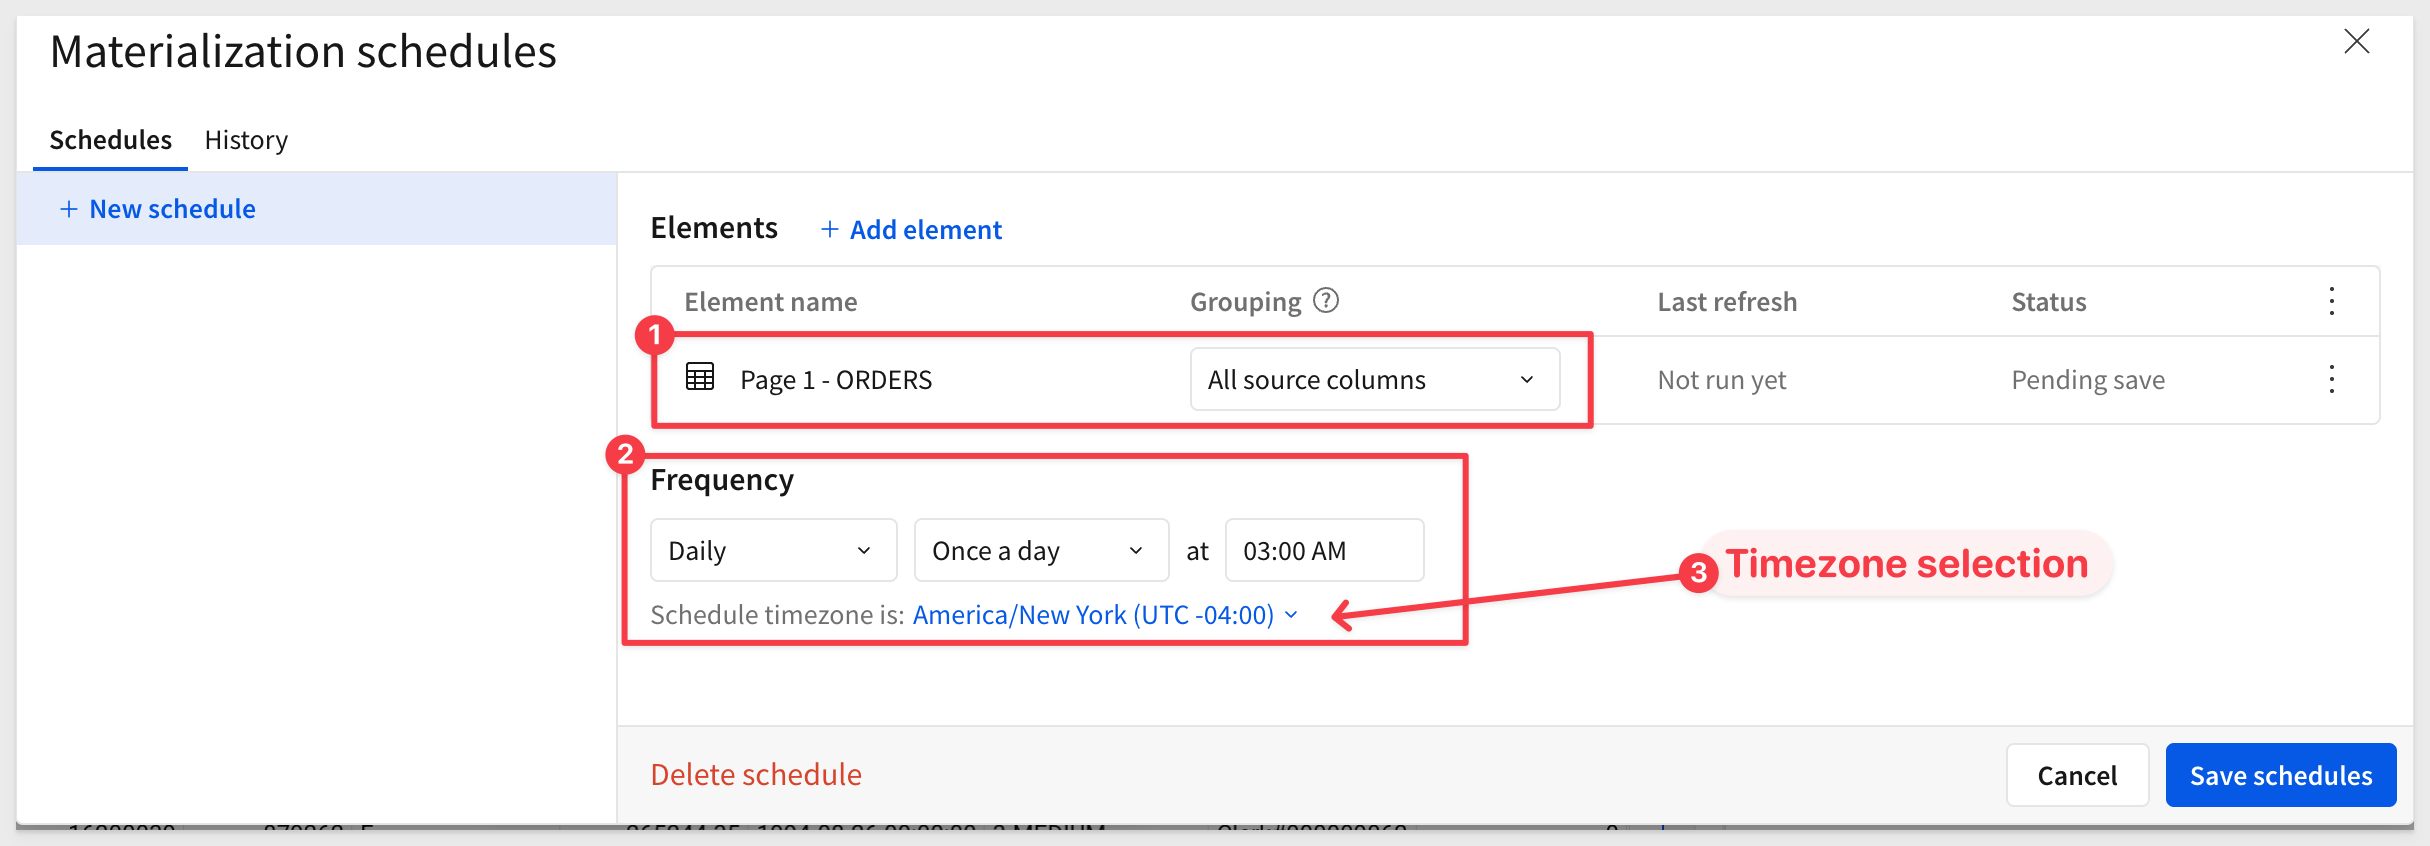 Materialization schedules
Schedules History
+ New schedule
Elements + Add element
Element name Grouping ? Last refresh Status
1
Page 1 - ORDERS All source columns Not run yet Pending save
2
Frequency
Daily Once a day at 03:00 AM
3 Timezone selection
Schedule timezone is: America/New York (UTC -04:00)
Delete schedule Cancel Save schedules